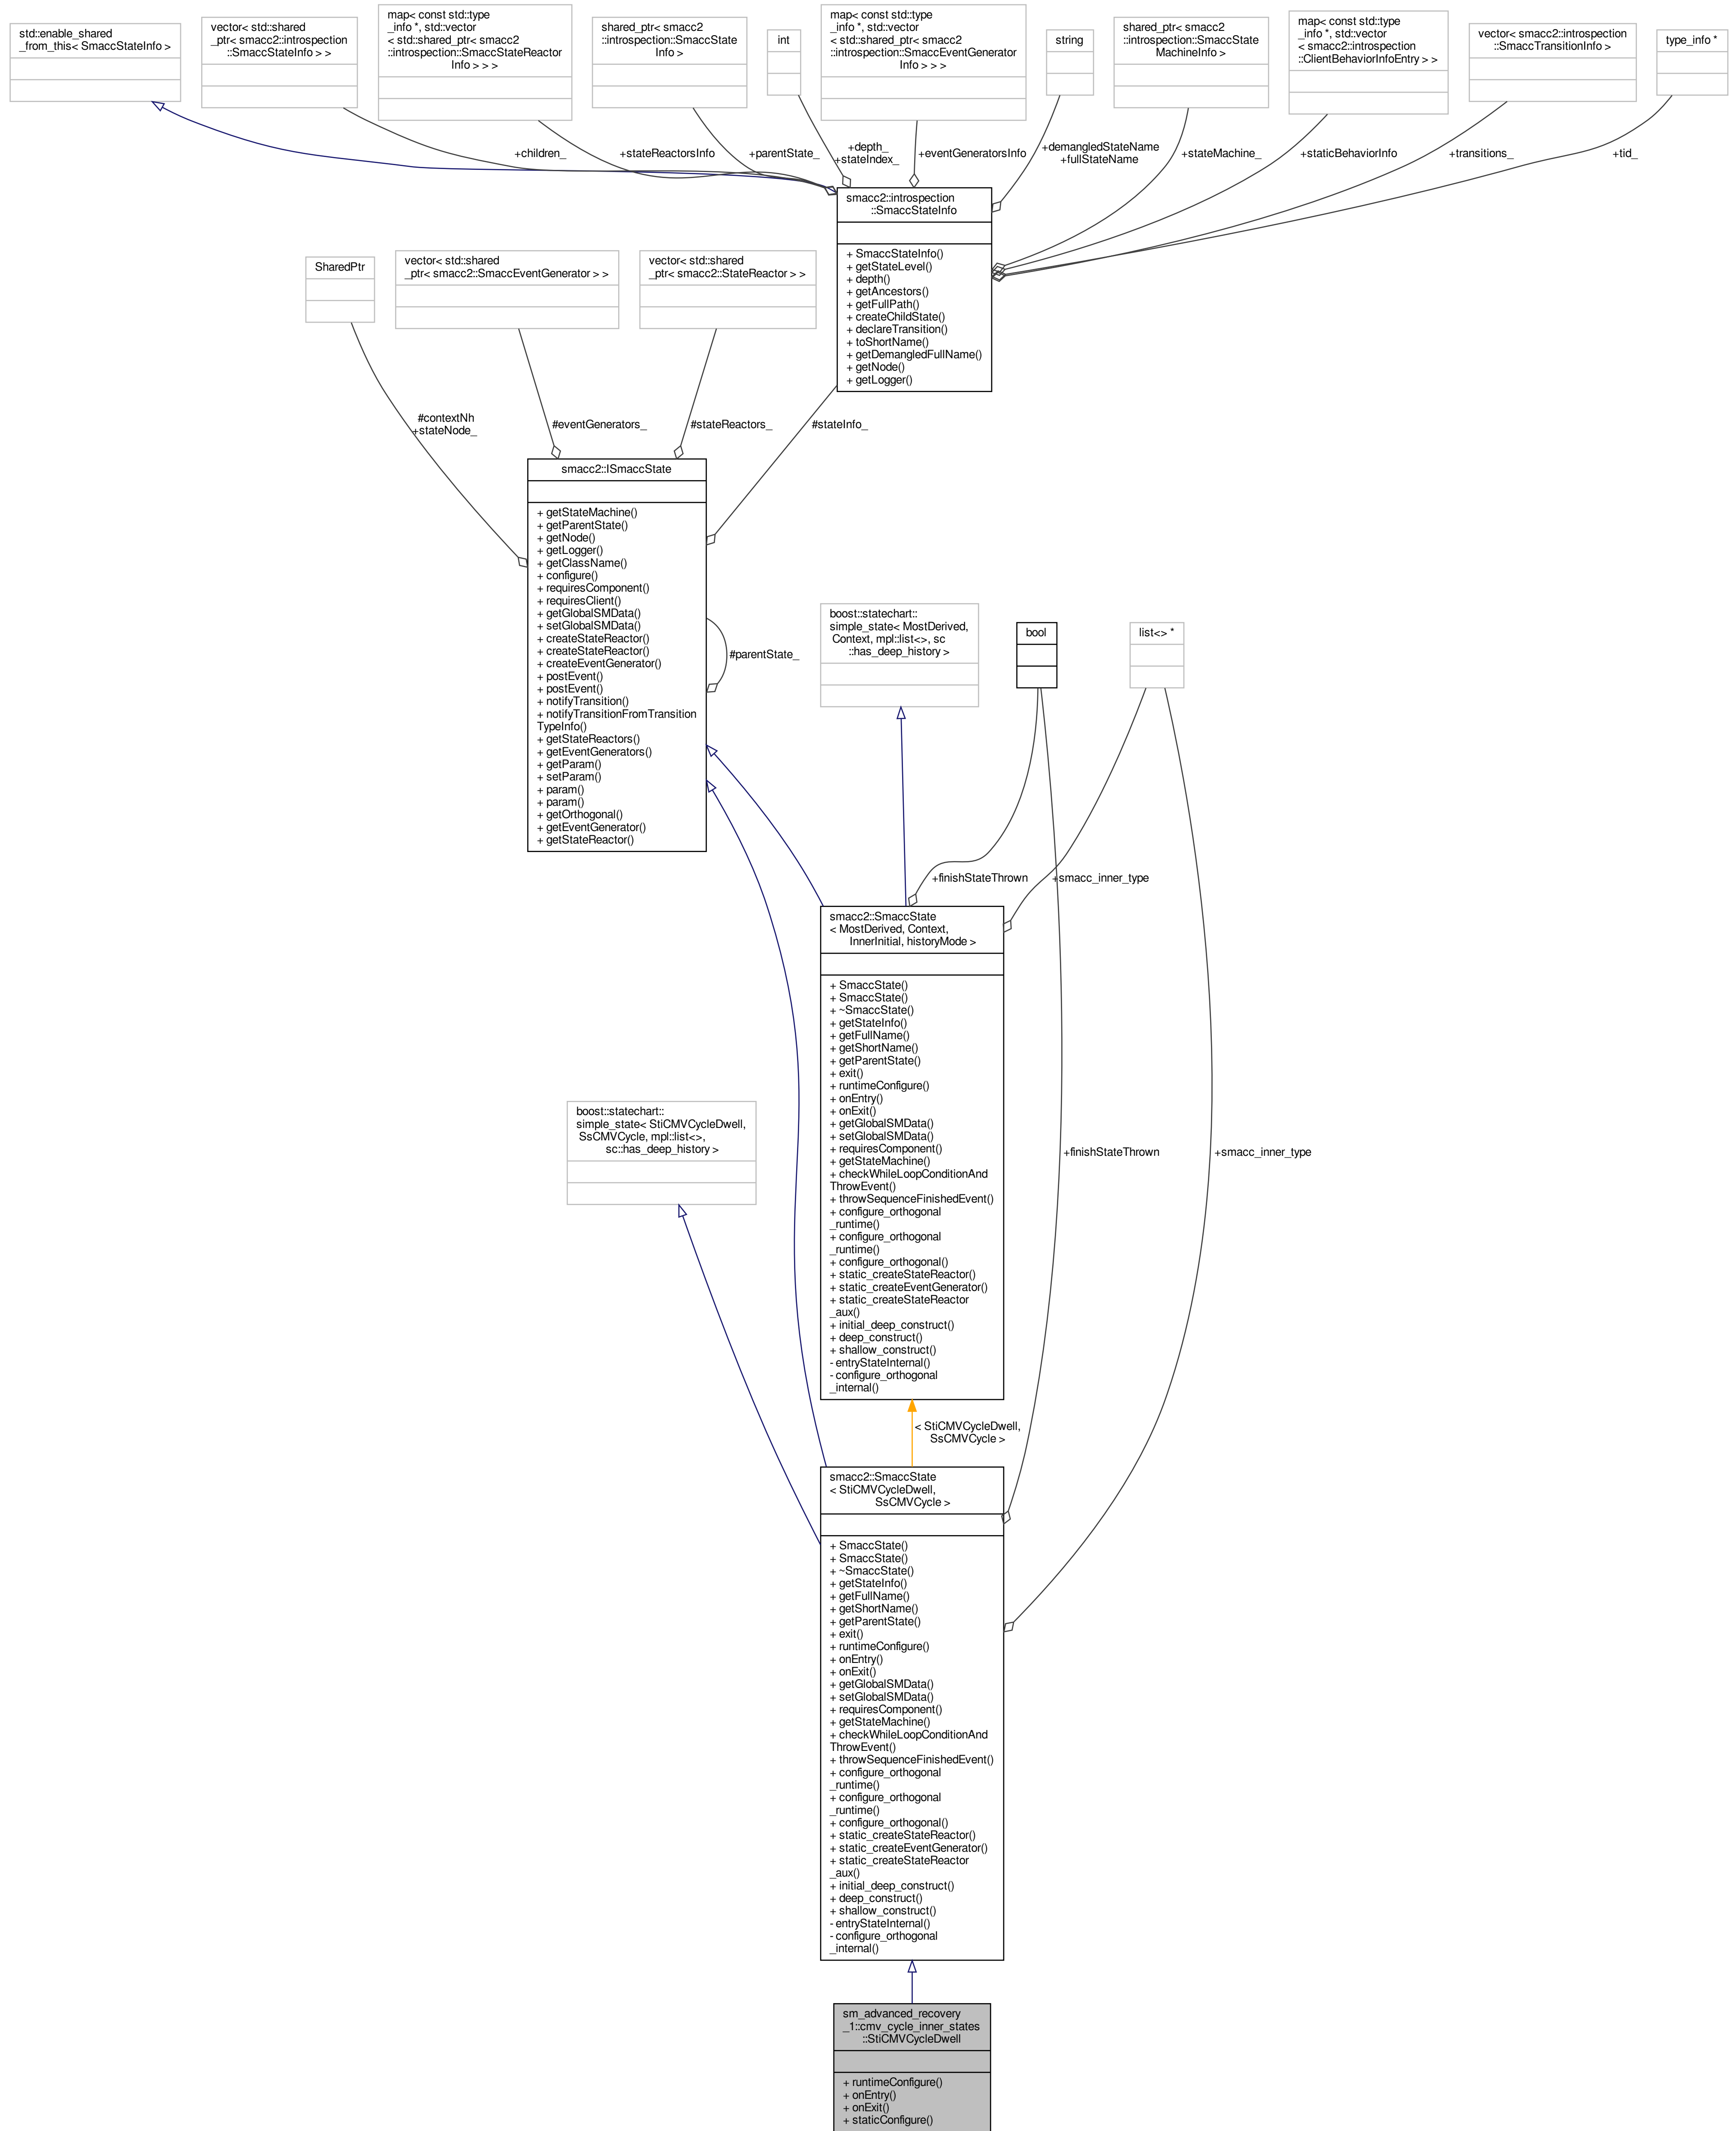 std::enable_shared
_from_this< SmaccStateInfo >
vector< std::shared
_ptr< smacc2::introspection
::SmaccStateInfo > >
map< const std::type
_info *, std::vector
< std::shared_ptr< smacc2
::introspection::SmaccStateReactor
Info > > >
shared_ptr< smacc2
::introspection::SmaccState
Info >
int
map< const std::type
_info *, std::vector
< std::shared_ptr< smacc2
::introspection::SmaccEventGenerator
Info > > >
string
shared_ptr< smacc2
::introspection::SmaccState
MachineInfo >
map< const std::type
_info *, std::vector
< smacc2::introspection
::ClientBehaviorInfoEntry > >
vector< smacc2::introspection
::SmaccTransitionInfo >
type_info *
+children_
+stateReactorsInfo
+parentState_
+depth_
+stateIndex_
+eventGeneratorsInfo
+demangledStateName
+fullStateName
+stateMachine_
+staticBehaviorInfo
+transitions_
+tid_
smacc2::introspection
::SmaccStateInfo
+ SmaccStateInfo()
+ getStateLevel()
+ depth()
+ getAncestors()
+ getFullPath()
+ createChildState()
+ declareTransition()
+ toShortName()
+ getDemangledFullName()
+ getNode()
+ getLogger()
SharedPtr
vector< std::shared
_ptr< smacc2::SmaccEventGenerator > >
vector< std::shared
_ptr< smacc2::StateReactor > >
#contextNh
+stateNode_
#eventGenerators_
#stateReactors_
#stateInfo_
smacc2::ISmaccState
+ getStateMachine()
+ getParentState()
+ getNode()
+ getLogger()
+ getClassName()
+ configure()
+ requiresComponent()
+ requiresClient()
+ getGlobalSMData()
+ setGlobalSMData()
+ createStateReactor()
+ createStateReactor()
+ createEventGenerator()
+ postEvent()
+ postEvent()
+ notifyTransition()
+ notifyTransitionFromTransition
TypeInfo()
+ getStateReactors()
+ getEventGenerators()
+ getParam()
+ setParam()
+ param()
+ param()
+ getOrthogonal()
+ getEventGenerator()
+ getStateReactor()
#parentState_
boost::statechart::
simple_state< MostDerived,
Context, mpl::list<>, sc
::has_deep_history >
bool
list<> *
+finishStateThrown
+smacc_inner_type
smacc2::SmaccState
< MostDerived, Context,
InnerInitial, historyMode >
+ SmaccState()
+ SmaccState()
+ ~SmaccState()
+ getStateInfo()
+ getFullName()
+ getShortName()
+ getParentState()
+ exit()
+ runtimeConfigure()
+ onEntry()
+ onExit()
+ getGlobalSMData()
+ setGlobalSMData()
+ requiresComponent()
+ getStateMachine()
+ checkWhileLoopConditionAnd
ThrowEvent()
+ throwSequenceFinishedEvent()
+ configure_orthogonal
_runtime()
+ configure_orthogonal
_runtime()
+ configure_orthogonal()
+ static_createStateReactor()
+ static_createEventGenerator()
+ static_createStateReactor
_aux()
+ initial_deep_construct()
+ deep_construct()
+ shallow_construct()
- entryStateInternal()
- configure_orthogonal
_internal()
boost::statechart::
simple_state< StiCMVCycleDwell,
SsCMVCycle, mpl::list<>,
sc::has_deep_history >
+finishStateThrown
+smacc_inner_type
< StiCMVCycleDwell,
SsCMVCycle >
smacc2::SmaccState
< StiCMVCycleDwell,
SsCMVCycle >
+ SmaccState()
+ SmaccState()
+ ~SmaccState()
+ getStateInfo()
+ getFullName()
+ getShortName()
+ getParentState()
+ exit()
+ runtimeConfigure()
+ onEntry()
+ onExit()
+ getGlobalSMData()
+ setGlobalSMData()
+ requiresComponent()
+ getStateMachine()
+ checkWhileLoopConditionAnd
ThrowEvent()
+ throwSequenceFinishedEvent()
+ configure_orthogonal
_runtime()
+ configure_orthogonal
_runtime()
+ configure_orthogonal()
+ static_createStateReactor()
+ static_createEventGenerator()
+ static_createStateReactor
_aux()
+ initial_deep_construct()
+ deep_construct()
+ shallow_construct()
- entryStateInternal()
- configure_orthogonal
_internal()
sm_advanced_recovery
_1::cmv_cycle_inner_states
::StiCMVCycleDwell
+ runtimeConfigure()
+ onEntry()
+ onExit()
+ staticConfigure()